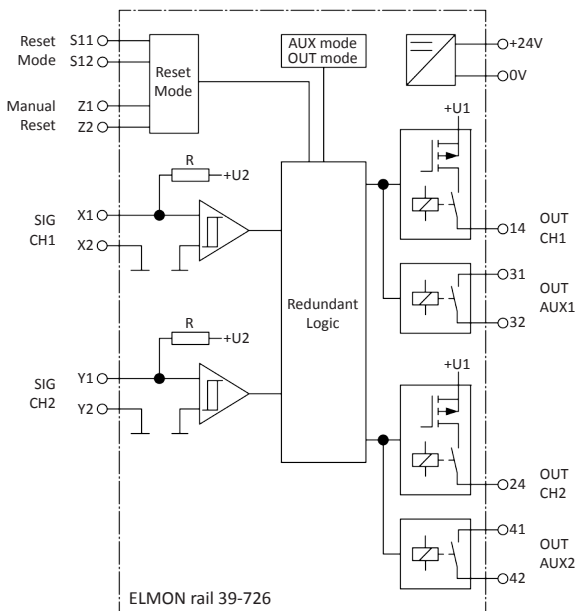 Reset
Mode
S11
S12
Manual
Reset
Z1
Z2
Reset
Mode
AUX mode
OUT mode
+24V
0V
+U1
14
OUT
CH1
R
+U2
SIG
CH1
X1
X2
31
32
OUT
AUX1
Redundant
Logic
R
+U2
SIG
CH2
Y1
Y2
+U1
24
OUT
CH2
41
42
OUT
AUX2
ELMON rail 39-726